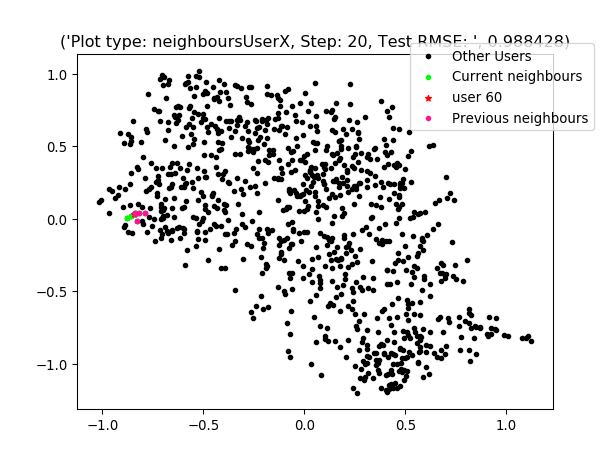 ('Plot type: neighboursUserX, Step: 20, Test RMSE: ', 0.988428)
Other Users
Current neighbours
user 60
Previous neighbours
1.0
0.5
0.0
−0.5
−1.0
−1.0 −0.5 0.0 0.5 1.0